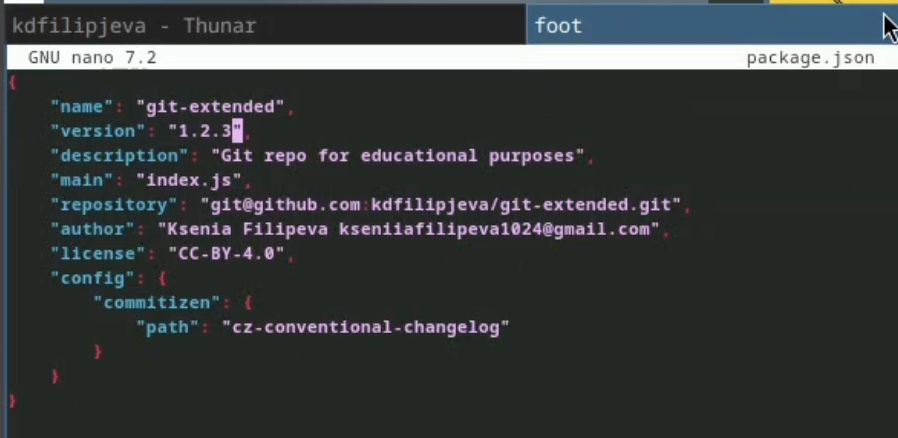 kdfilipjeva - Thunar
foot
GNU nano 7.2
package.json
{
    "name": "git-extended",
    "version": "1.2.3",
    "description": "Git repo for educational purposes",
    "main": "index.js",
    "repository": "git@github.com:kdfilipjeva/git-extended.git",
    "author": "Ksenia Filipeva kseniiafilipeva1024@gmail.com",
    "license": "CC-BY-4.0",
    "config": {
        "commitizen": {
            "path": "cz-conventional-changelog"
        }
    }
}